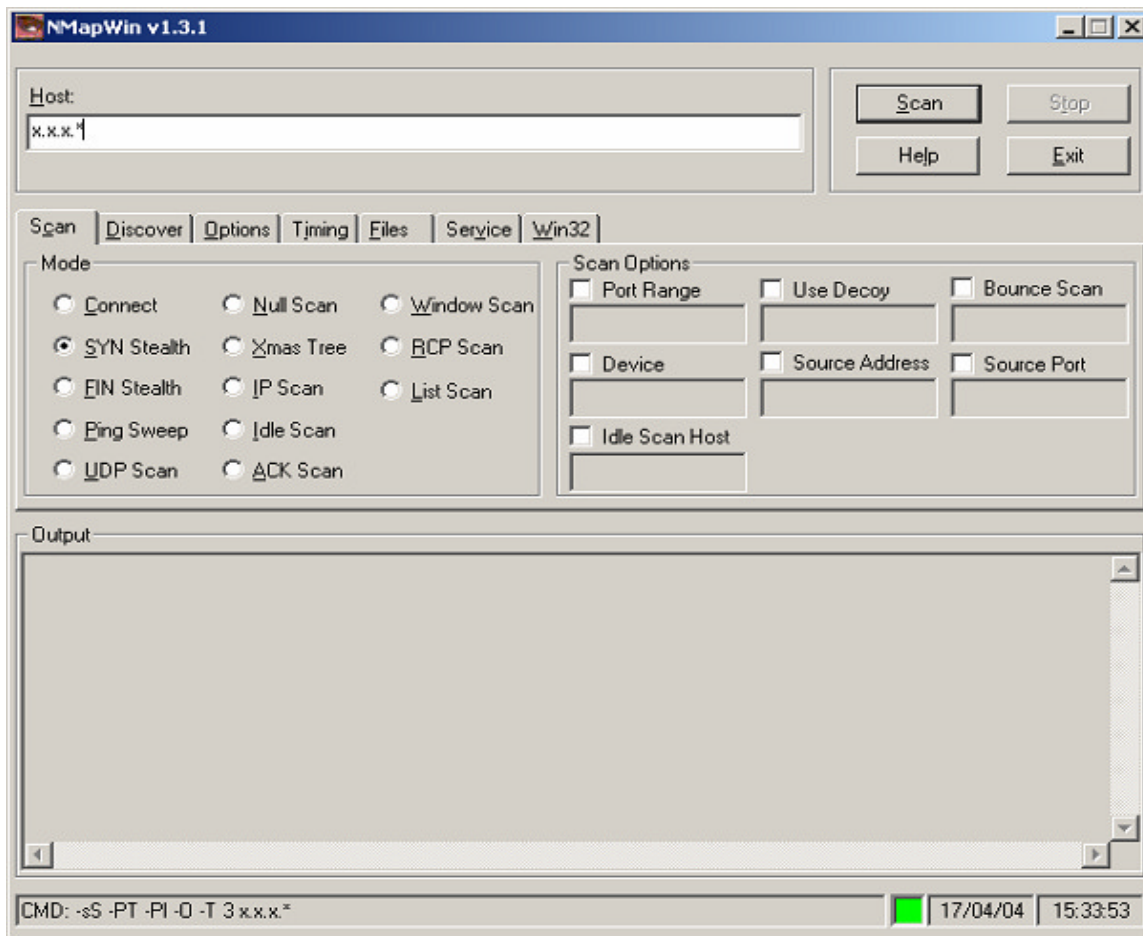 NMapWin v1.3.1
Host:
x.x.x.*
Scan Stop
Help Exit
Scan Discover Options Timing Files Service Win32
Mode
Connect Null Scan Window Scan
SYN Stealth Xmas Tree RCP Scan
FIN Stealth IP Scan List Scan
Ping Sweep Idle Scan
UDP Scan ACK Scan
Scan Options
Port Range Use Decoy Bounce Scan
Device Source Address Source Port
Idle Scan Host
Output
CMD: -sS -PT -PI -O -T 3 x.x.x.* 17/04/04 15:33:53